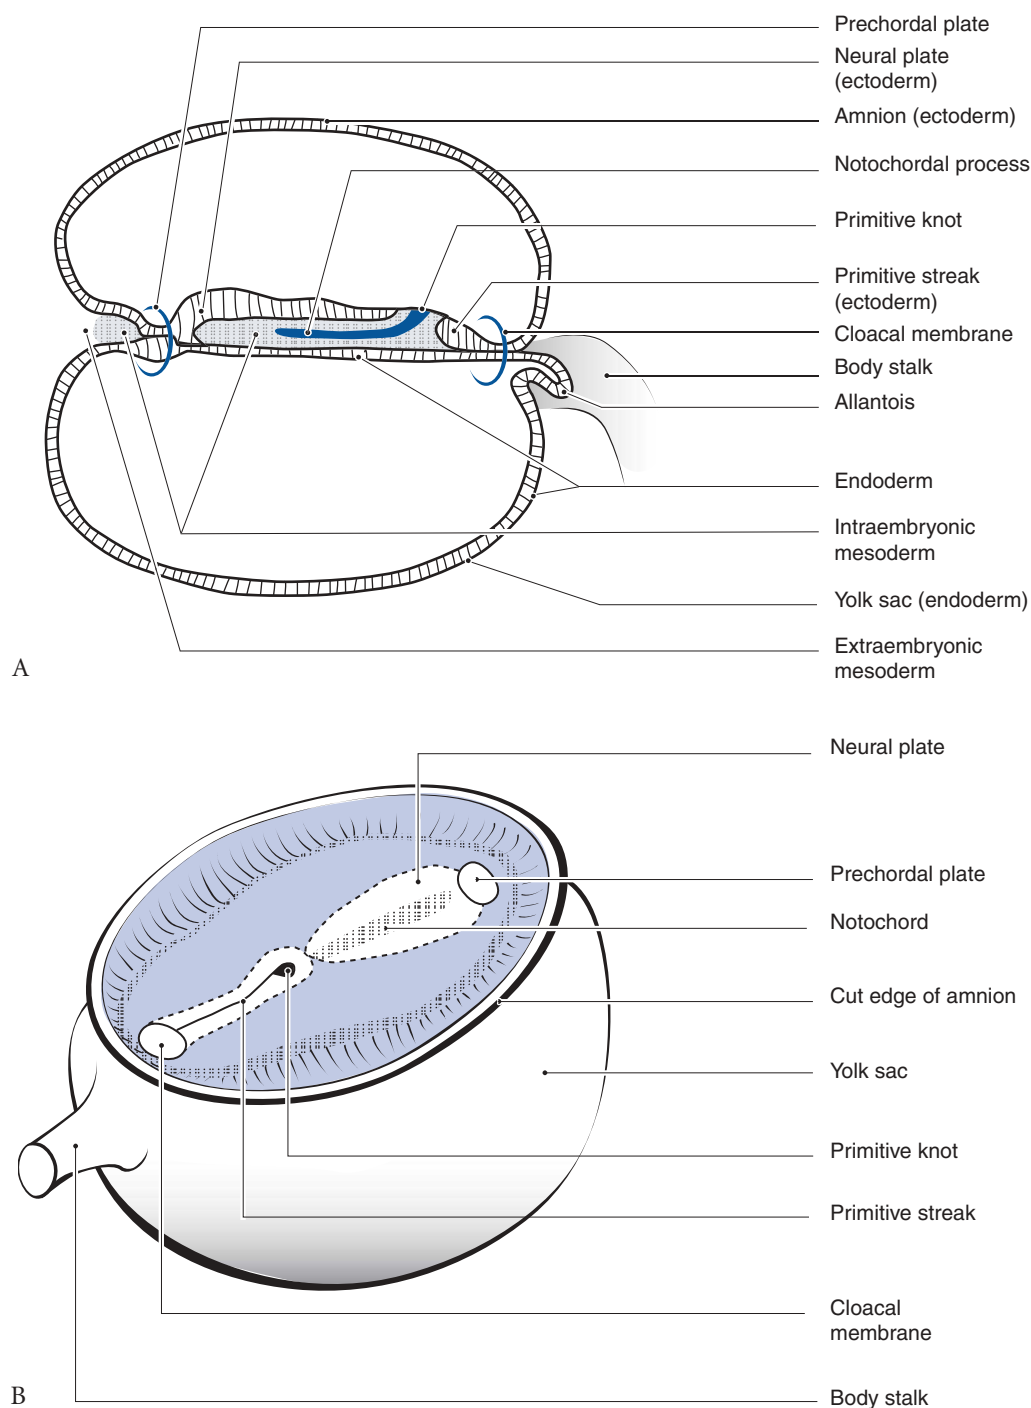 Prechordal plate
Neural plate
(ectoderm)
Amnion (ectoderm)
Notochordal process
Primitive knot
Primitive streak
(ectoderm)
Cloacal membrane
Body stalk
Allantois
Endoderm
Intraembryonic
mesoderm
Yolk sac (endoderm)
Extraembryonic
mesoderm
A
Neural plate
Prechordal plate
Notochord
Cut edge of amnion
Yolk sac
Primitive knot
Primitive streak
Cloacal
membrane
Body stalk
B